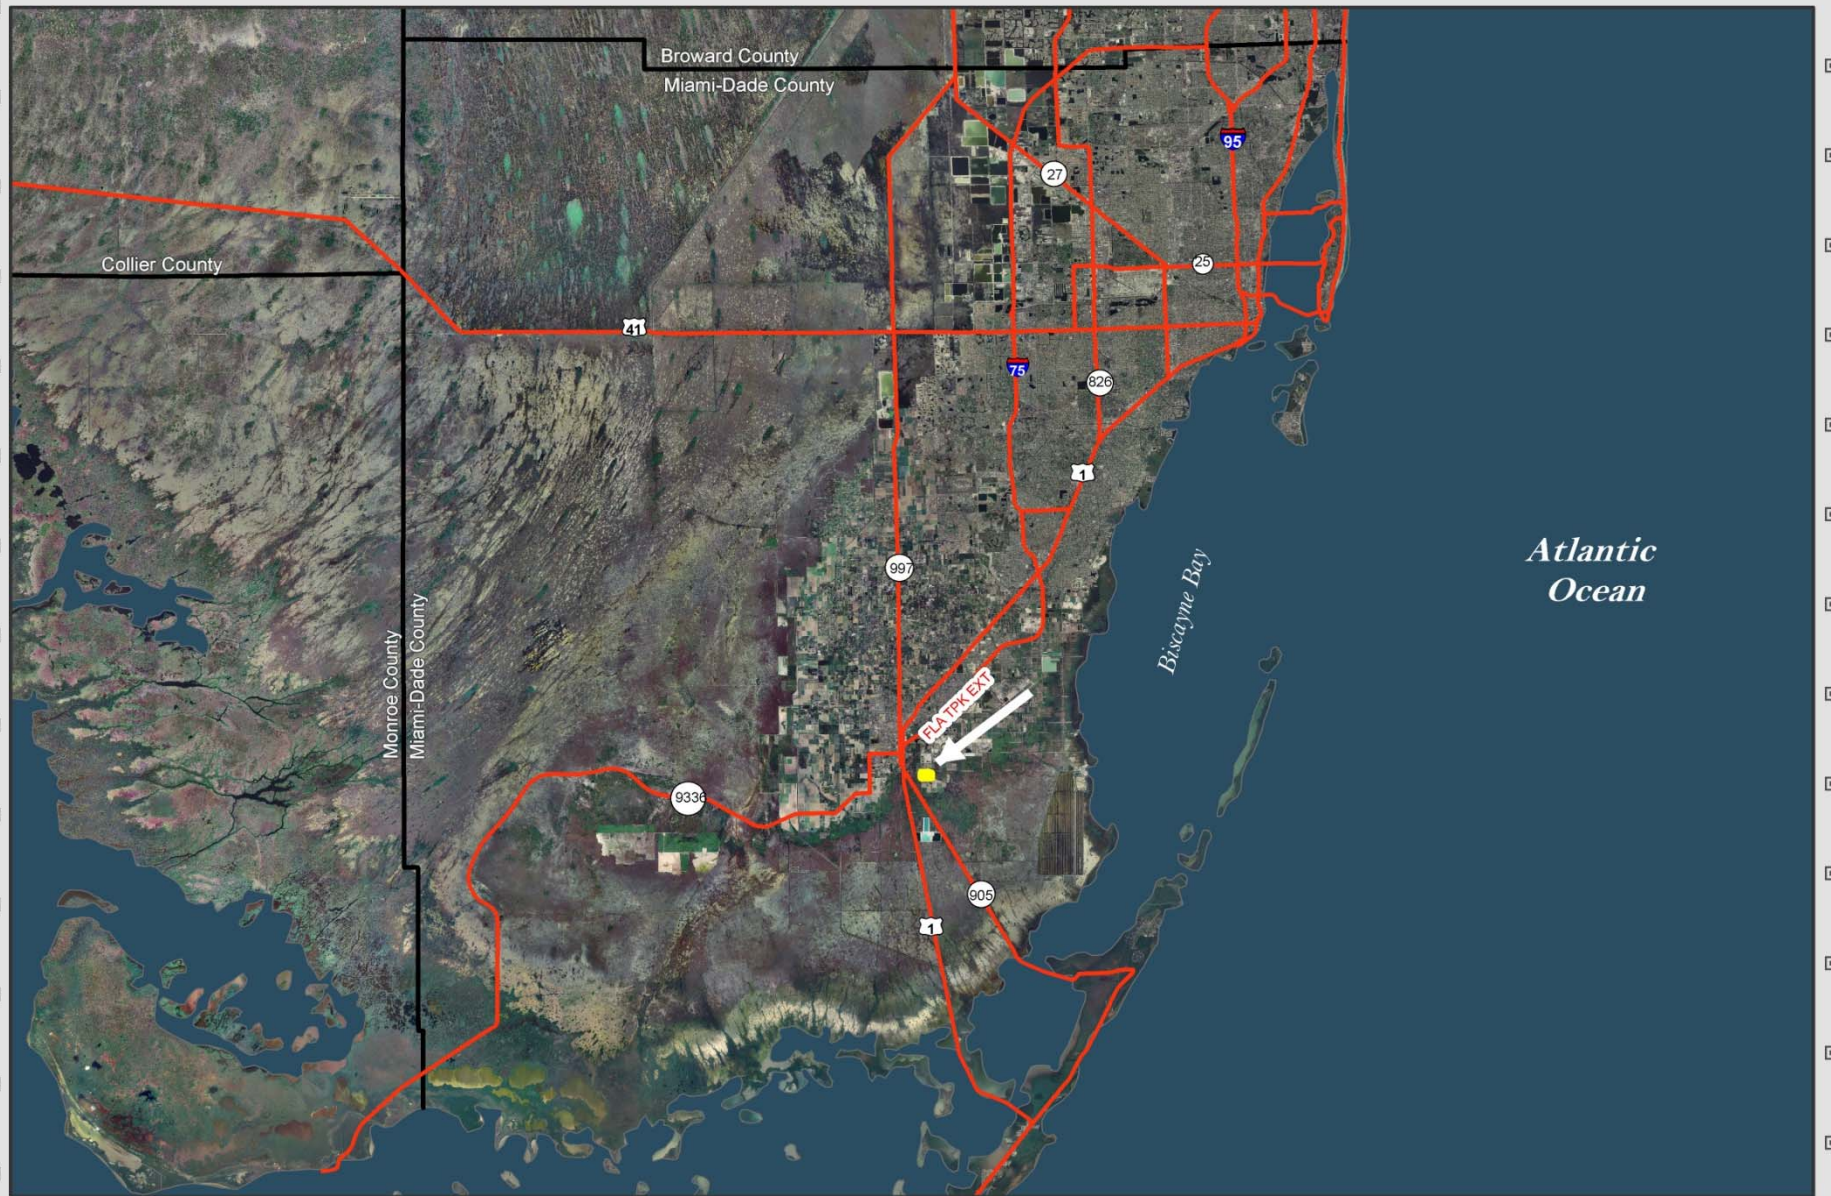 Broward County
Miami-Dade County
95
27
Collier County
25
41
75
826
1
Atlantic
Ocean
997
Biscayne Bay
Monroe County
Miami-Dade County
FLA TPK EXT
9336
905
1